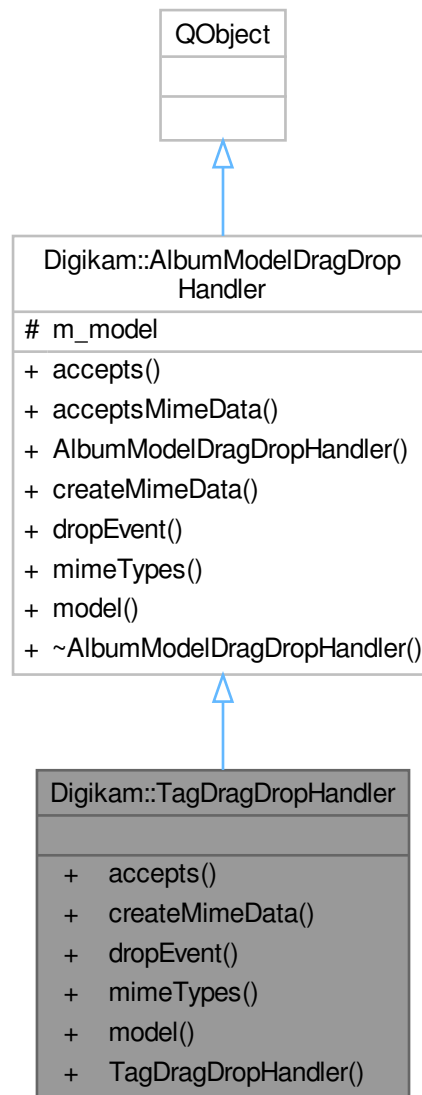 QObject
Digikam::AlbumModelDragDrop
Handler
# m_model
+ accepts()
+ acceptsMimeData()
+ AlbumModelDragDropHandler()
+ createMimeData()
+ dropEvent()
+ mimeTypes()
+ model()
+ ~AlbumModelDragDropHandler()
Digikam::TagDragDropHandler
+ accepts()
+ createMimeData()
+ dropEvent()
+ mimeTypes()
+ model()
+ TagDragDropHandler()